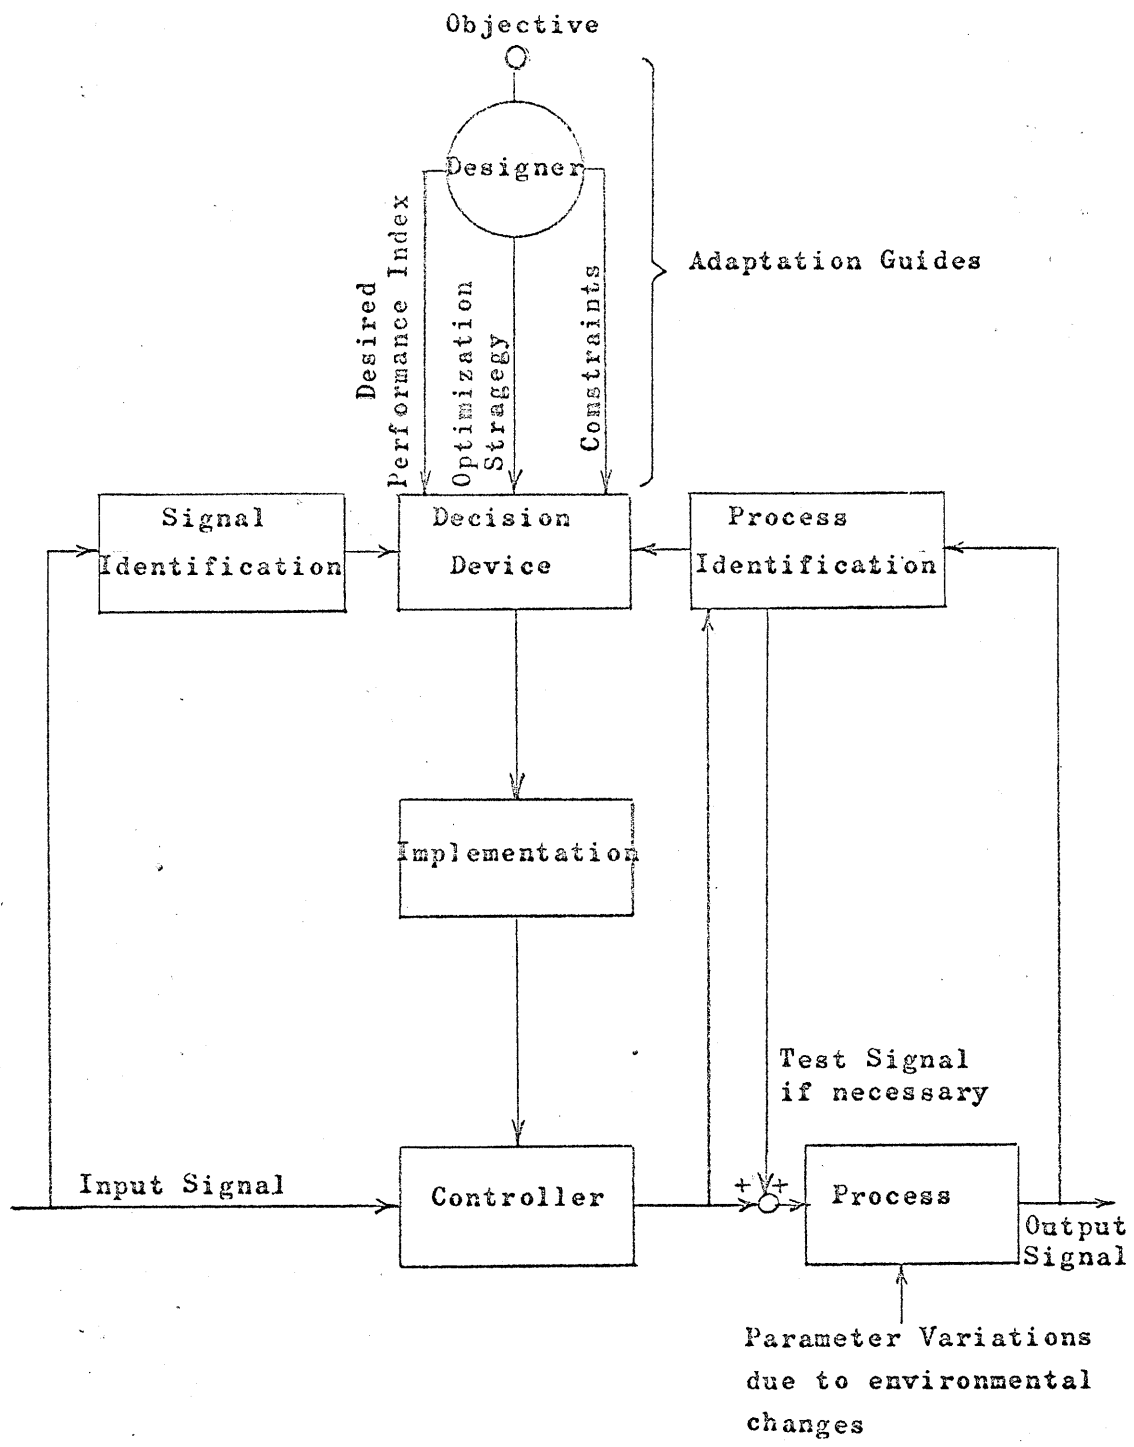 Objective
Designer
Desired
Performance Index
Optimization
Stragegy
Constraints
Adaptation Guides
Signal
Identification
Decision
Device
Process
Identification
Implementation
Test Signal
if necessary
Input Signal
Controller
+ +
Process
Output
Signal
Parameter Variations
due to environmental
changes